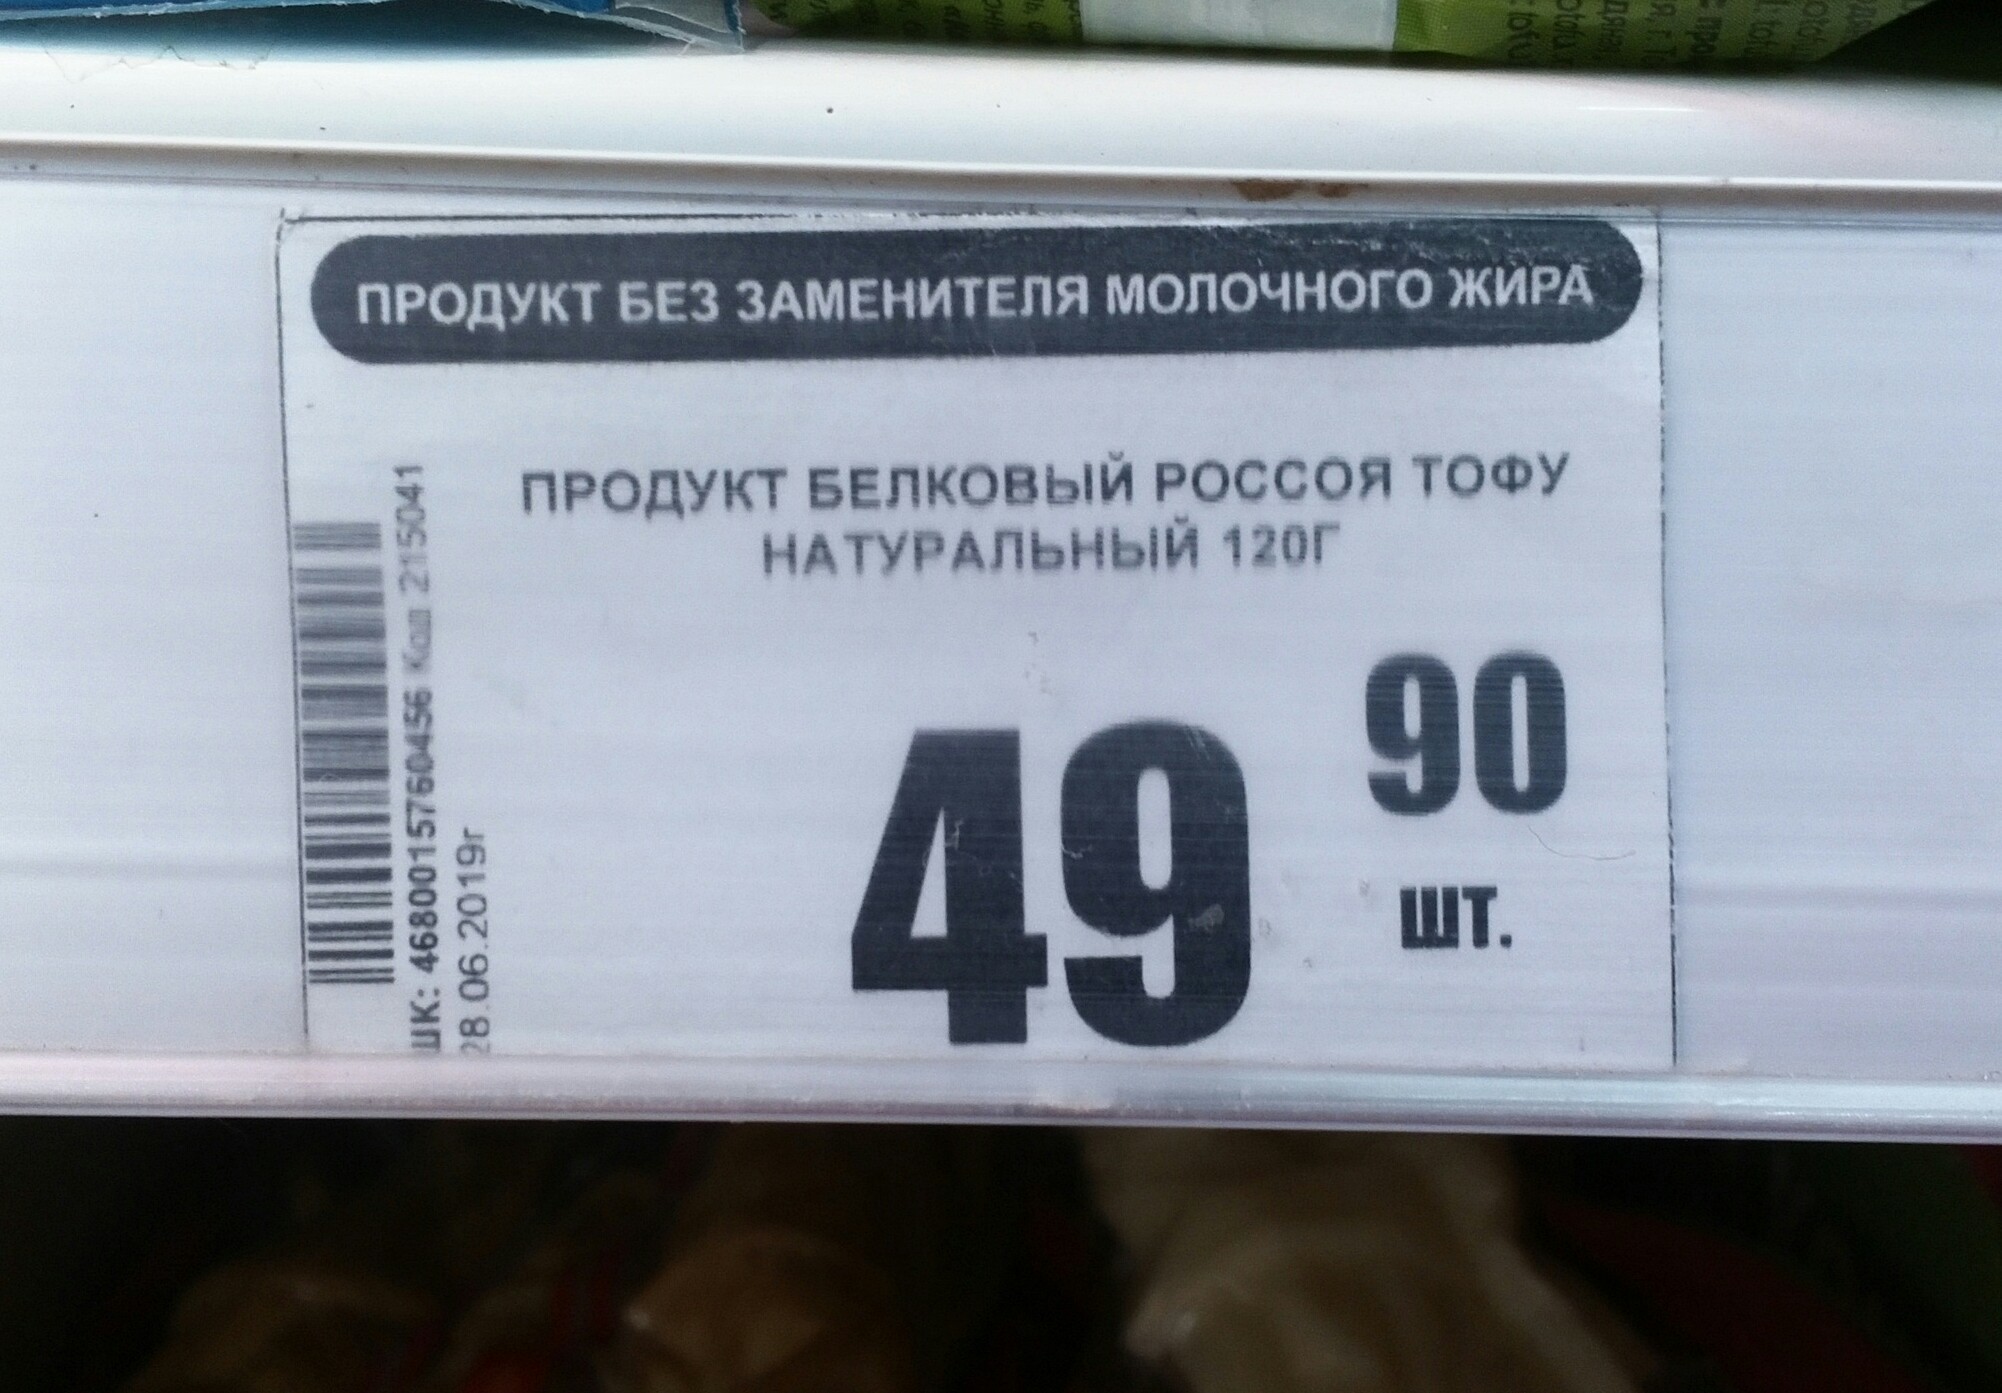 ПРОДУКТ БЕЗ ЗАМЕНИТЕЛЯ МОЛОЧНОГО ЖИРА
ПРОДУКТ БЕЛКОВЫЙ РОССОЯ ТОФУ
НАТУРАЛЬНЫЙ 120Г
49 90
ШТ.
ШК: 4680015760456 Код 215041
28.06.2019г